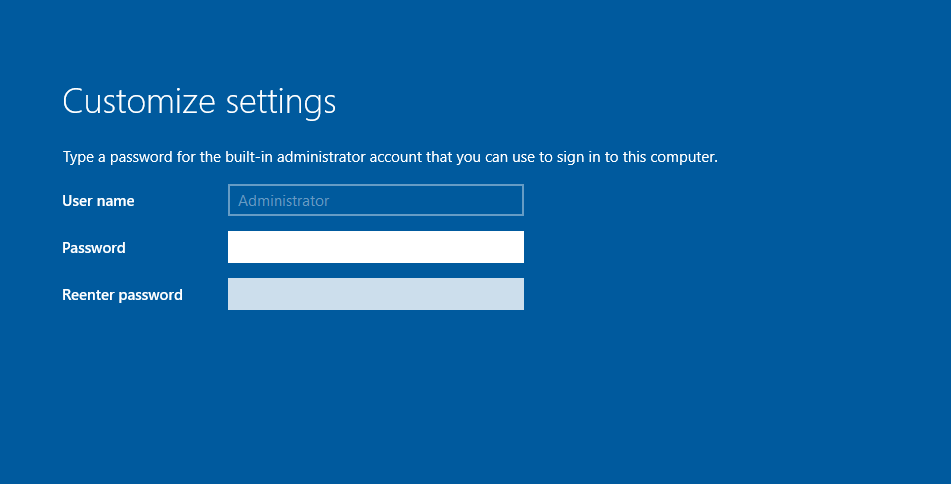 Customize settings
Type a password for the built-in administrator account that you can use to sign in to this computer.
User name Administrator
Password
Reenter password